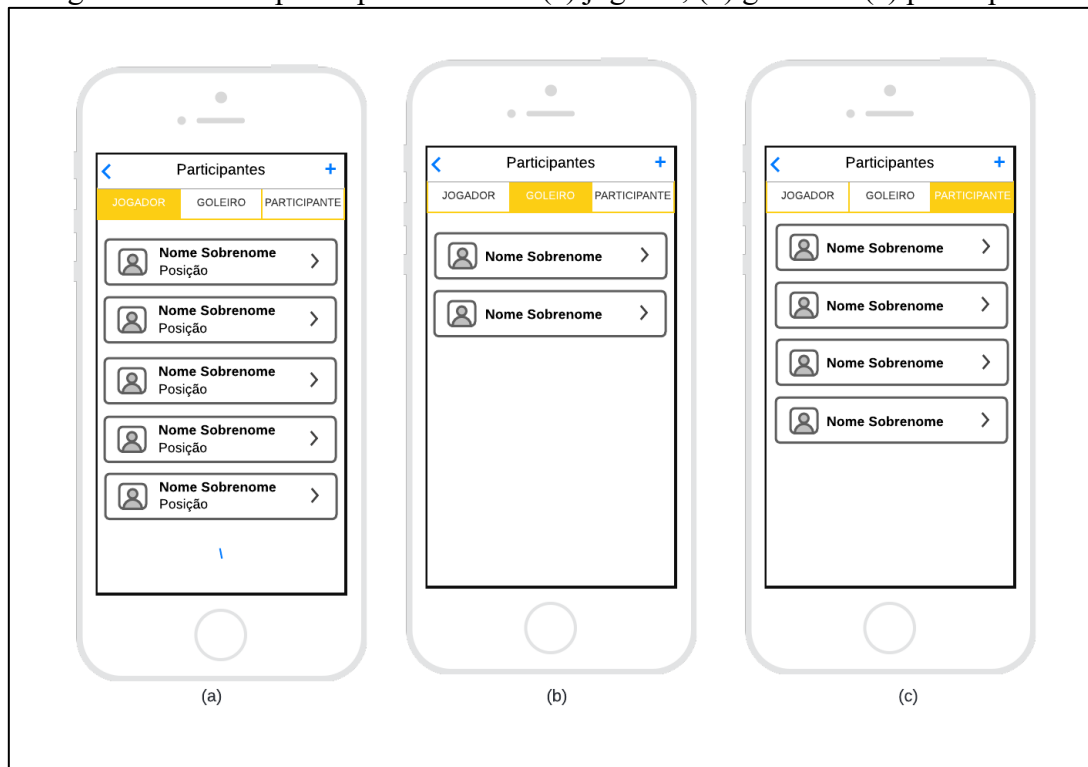 (a) (b) (c)
Participantes +
JOGADOR GOLEIRO PARTICIPANTE
Nome Sobrenome
Posição
Nome Sobrenome
Posição
Nome Sobrenome
Posição
Nome Sobrenome
Posição
Nome Sobrenome
Posição
\
(a)
Participantes +
JOGADOR GOLEIRO PARTICIPANTE
Nome Sobrenome
Nome Sobrenome
(b)
Participantes +
JOGADOR GOLEIRO PARTICIPANTE
Nome Sobrenome
Nome Sobrenome
Nome Sobrenome
Nome Sobrenome
(c)